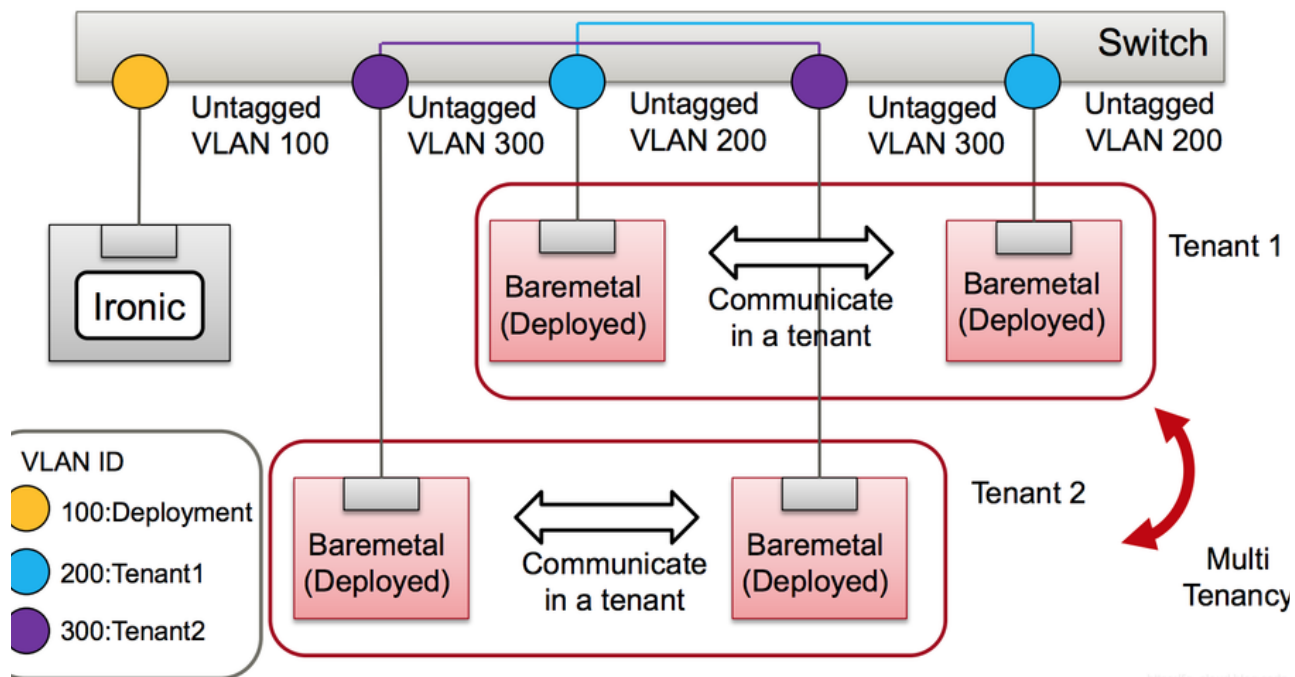 Switch
Untagged
VLAN 100
Untagged
VLAN 300
Untagged
VLAN 200
Untagged
VLAN 300
Untagged
VLAN 200
Ironic
Baremetal
(Deployed)
Communicate
in a tenant
Baremetal
(Deployed)
Tenant 1
VLAN ID
100:Deployment
200:Tenant1
300:Tenant2
Baremetal
(Deployed)
Communicate
in a tenant
Baremetal
(Deployed)
Tenant 2
Multi
Tenancy